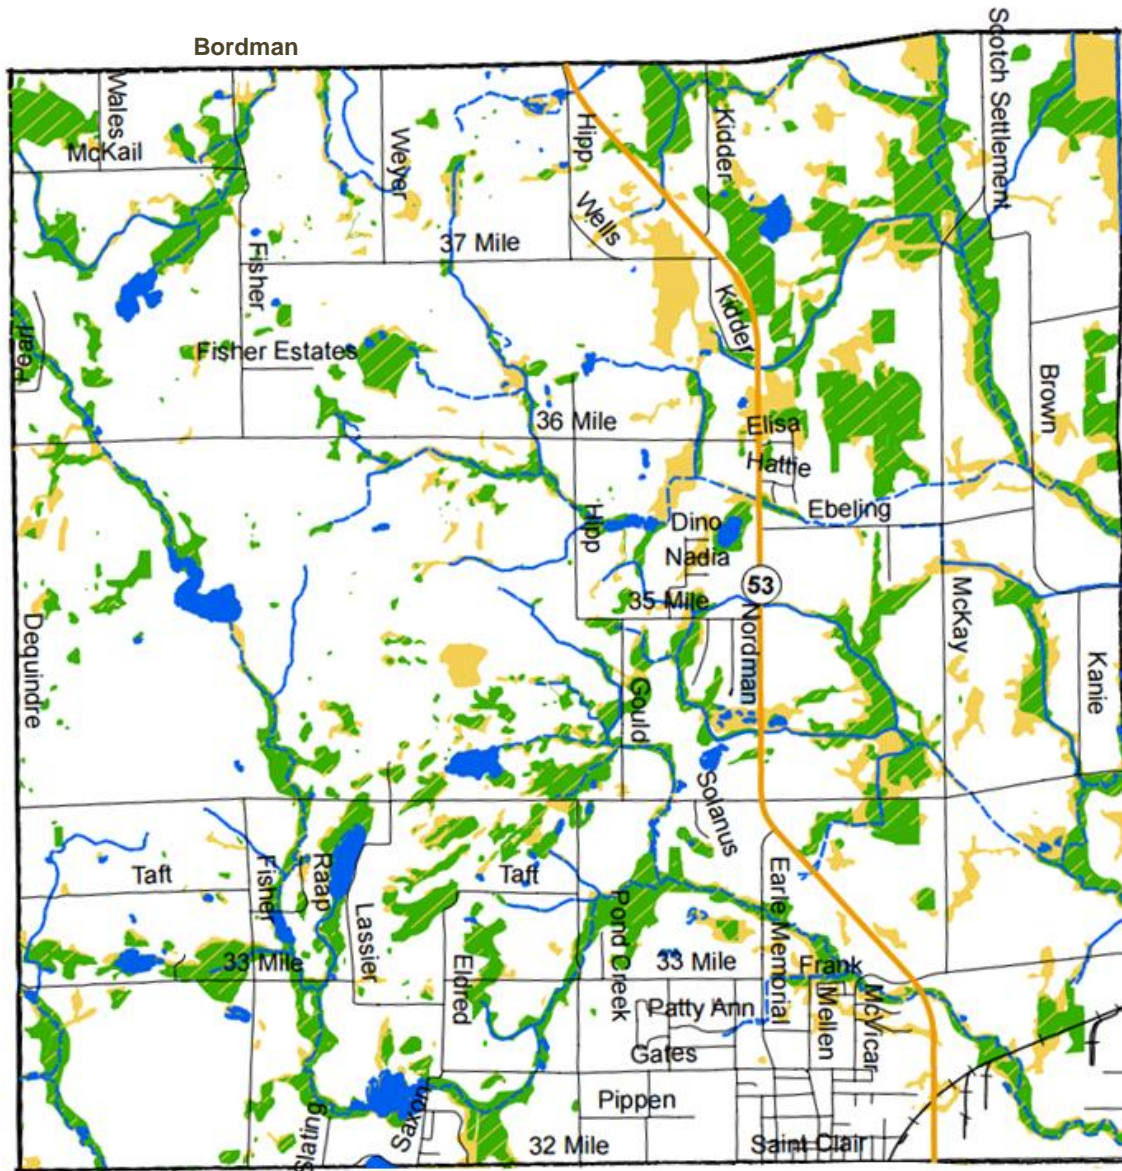 Bordman
Scotch Settlement
Wales
McKail
Weyer
Hipp
Kidder
Wells
37 Mile
Fisher
Kidder
Pearl
Fisher Estates
Brown
36 Mile
Elisa
Hattie
Ebeling
Hipp
Dino
Nadia
53
35 Mile
Nordman
McKay
Dequindre
Kanie
Gould
Solanus
Taft
Fisher
Raap
Taft
Earle Memorial
Lassier
Pond Creek
33 Mile
Eldred
33 Mile
Frank
Patty Ann
Mellen
McVicar
Gates
Pippen
Saxon
Slating
32 Mile
Saint Clair